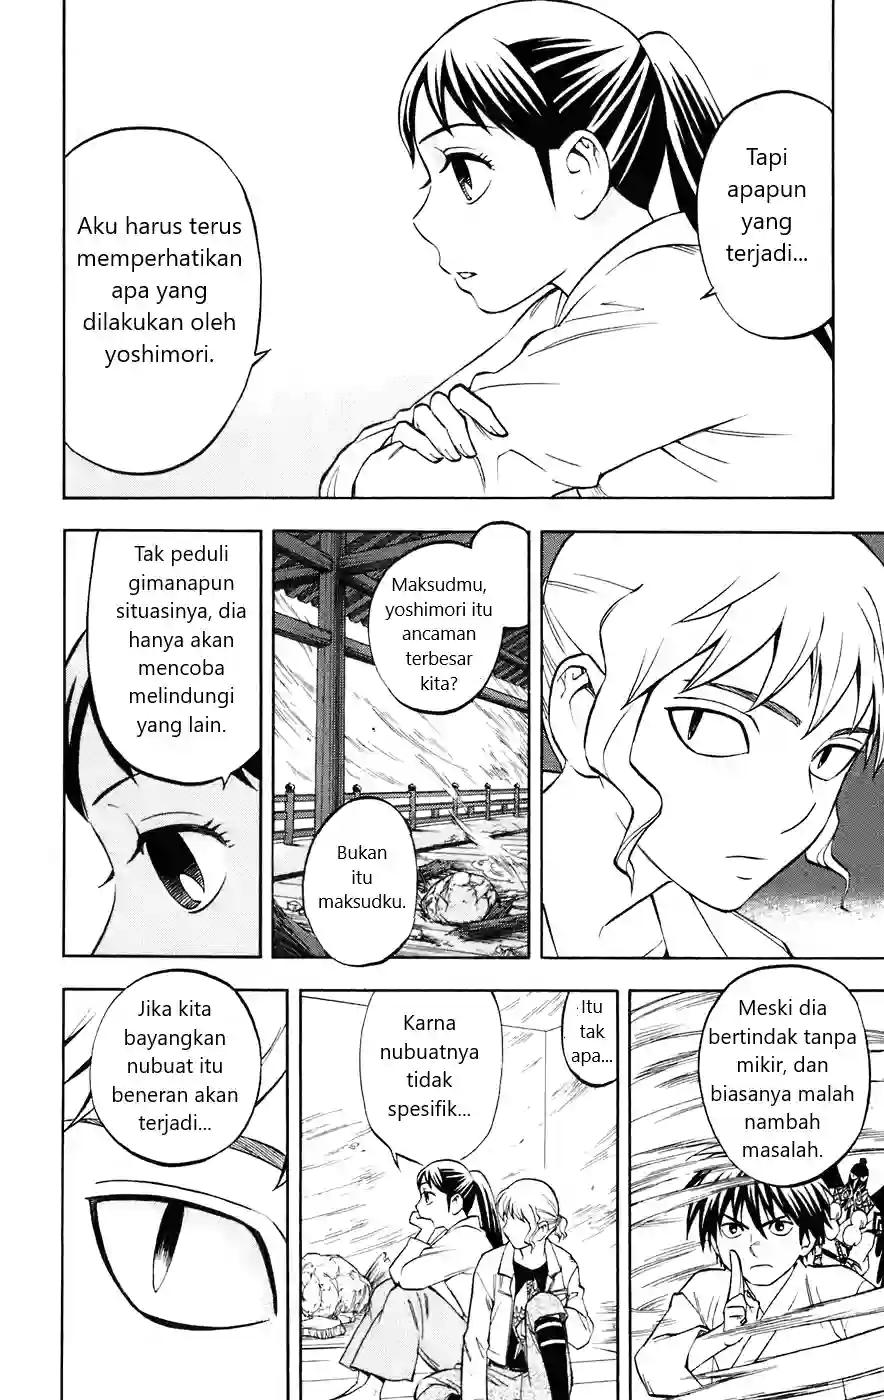 Tapi
apapun
yang
terjadi...
Aku harus terus
memperhatikan
apa yang
dilakukan oleh
yoshimori.
Maksudmu,
yoshimori itu
ancaman
terbesar
kita?
Bukan
itu
maksudku.
Tak peduli
gimanapun
situasinya, dia
hanya akan
mencoba
melindungi
yang lain.
Meski dia
bertindak tanpa
mikir, dan
biasanya malah
nambah
masalah.
Itu
tak
apa...
Karna
nubuatnya
tidak
spesifik...
Jika kita
bayangkan
nubuat itu
beneran akan
terjadi...